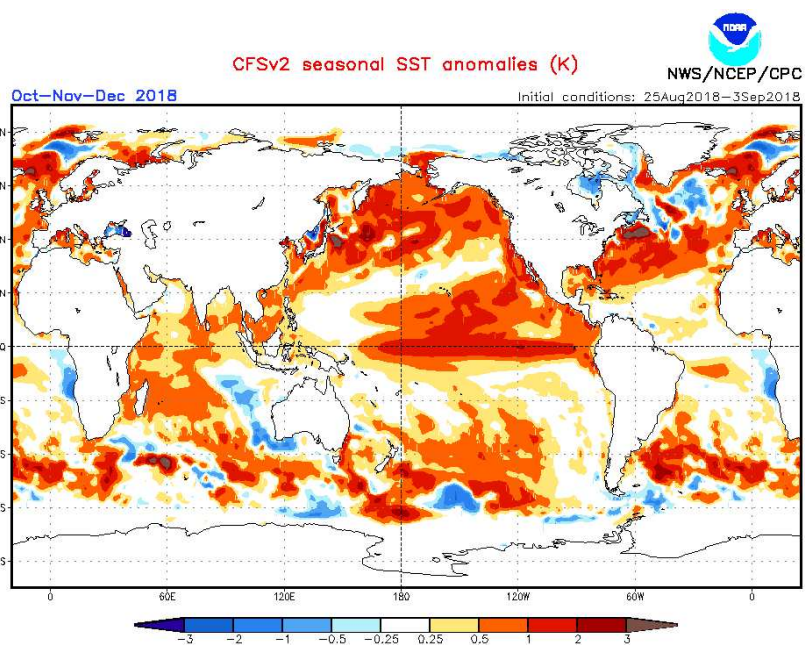 NOAA
CFSv2 seasonal SST anomalies (K)
NWS/NCEP/CPC
Oct-Nov-Dec 2018
Initial conditions: 25Aug2018-3Sep2018
N
N
N
N
Q
S
S
S
S
0 60E 120E 180 120W 60W 0
-3 -2 -1 -0.5 -0.25 0.25 0.5 1 2 3